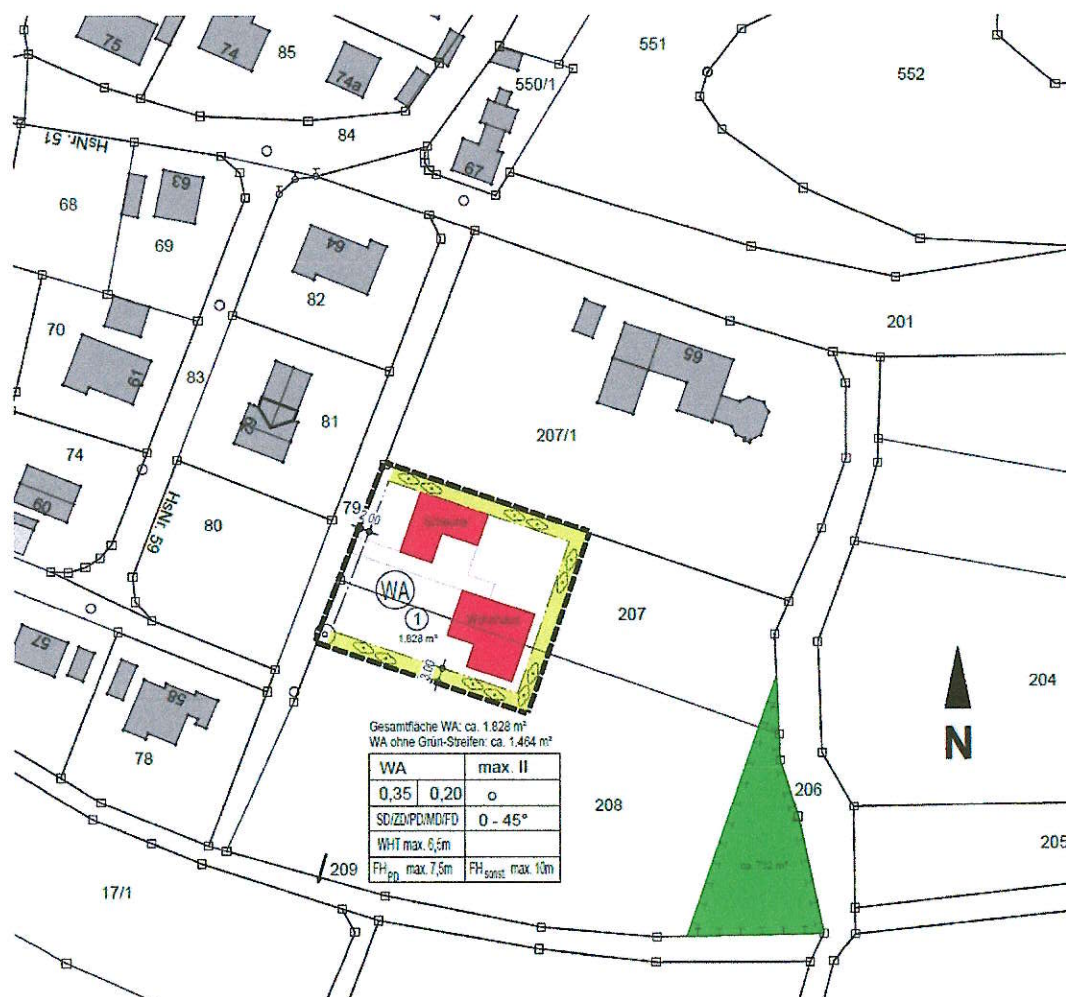 75
74
85
551
552
74a
550/1
84
HsNr. 51
67
68
63
69
64
82
70
201
61
83
65
81
207/1
74
60
79
2,00
HsNr. 59
80
WA
207
1
1.828 m²
57
3,00
204
58
N
Gesamtfläche WA: ca. 1.828 m²
WA ohne Grün-Streifen: ca. 1.464 m²
78
WA max. II
206
0,35 0,20 o
208
SD/ZD/PD/MD/FD 0 - 45°
WHT max. 6,5m
205
209
FH PD max. 7,5m FH sonst max. 10m
17/1